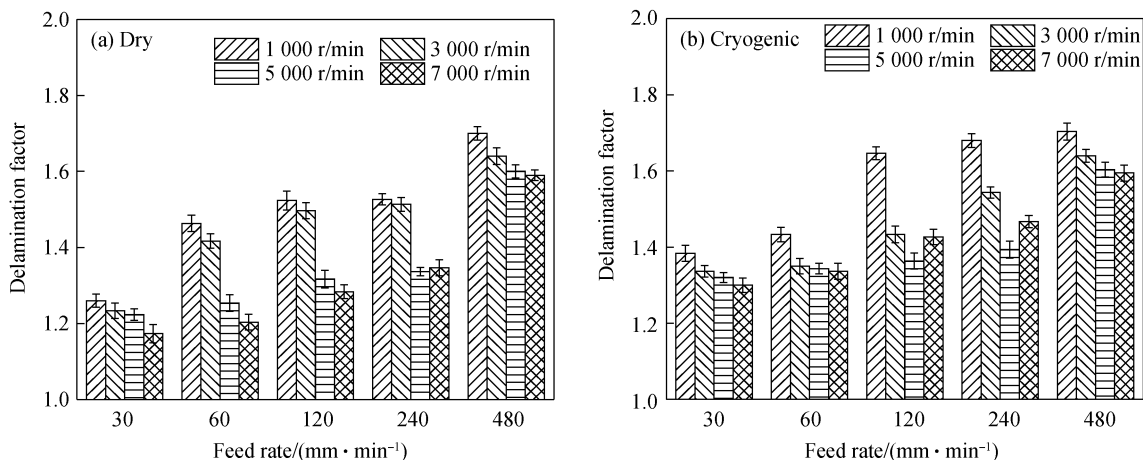 (a) Dry
1 000 r/min 3 000 r/min
5 000 r/min 7 000 r/min
2.0
1.8
1.6
1.4
1.2
1.0
Delamination factor
30 60 120 240 480
Feed rate/(mm · min⁻¹)
(b) Cryogenic
1 000 r/min 3 000 r/min
5 000 r/min 7 000 r/min
2.0
1.8
1.6
1.4
1.2
1.0
Delamination factor
30 60 120 240 480
Feed rate/(mm · min⁻¹)